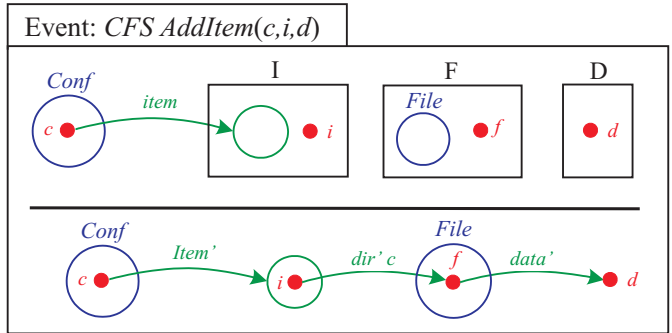 Event: CFS AddItem(c,i,d)
I F D
Conf File
item
c i f d
Conf File
Item’ dir’ c f data’
c i d